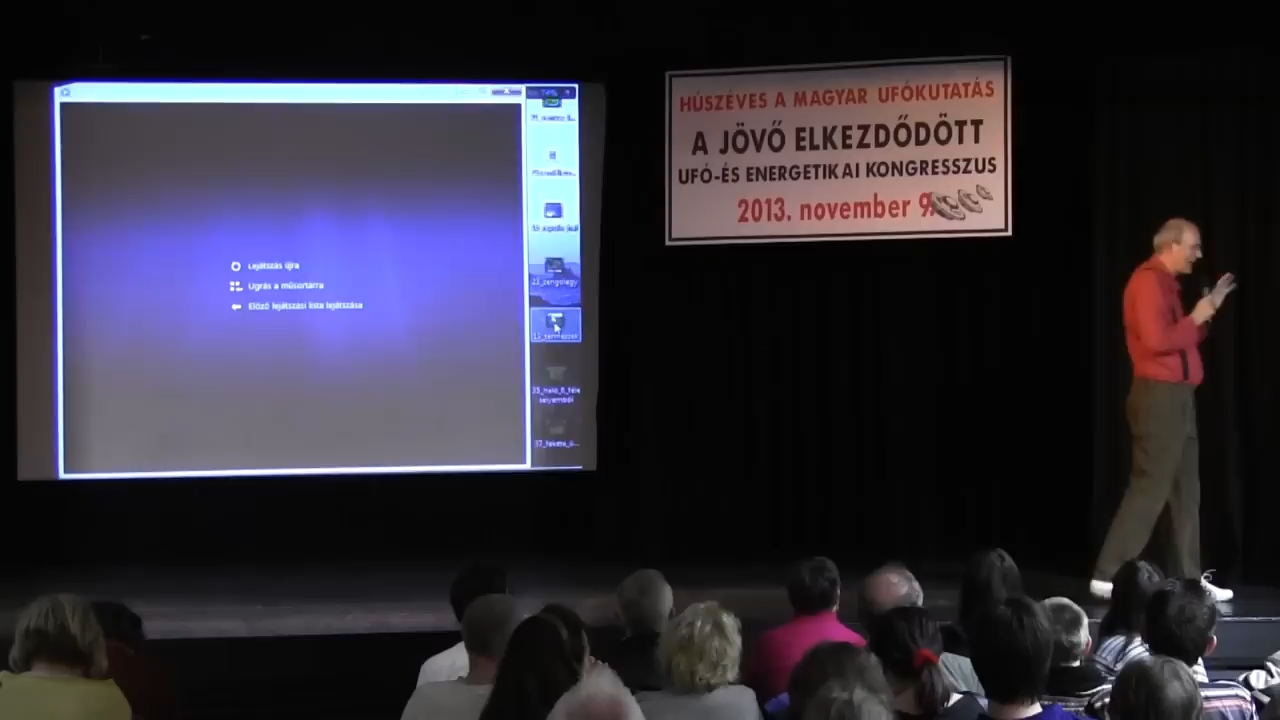 Lejátszás újra
Ugrás a műsortárra
Előző lejátszási lista lejátszása
HÚSZÉVES A MAGYAR UFÓKUTATÁS
A JÖVŐ ELKEZDŐDÖTT
UFÓ-ÉS ENERGETIKAI KONGRESSZUS
2013. november 9.